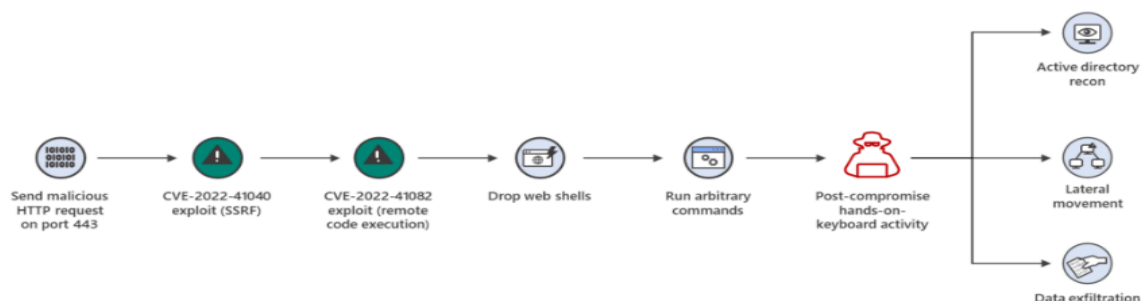 Active directory
recon
Send malicious
HTTP request
on port 443
CVE-2022-41040
exploit (SSRF)
CVE-2022-41082
exploit (remote
code execution)
Drop web shells
Run arbitrary
commands
Post-compromise
hands-on-
keyboard activity
Lateral
movement
Data exfiltration